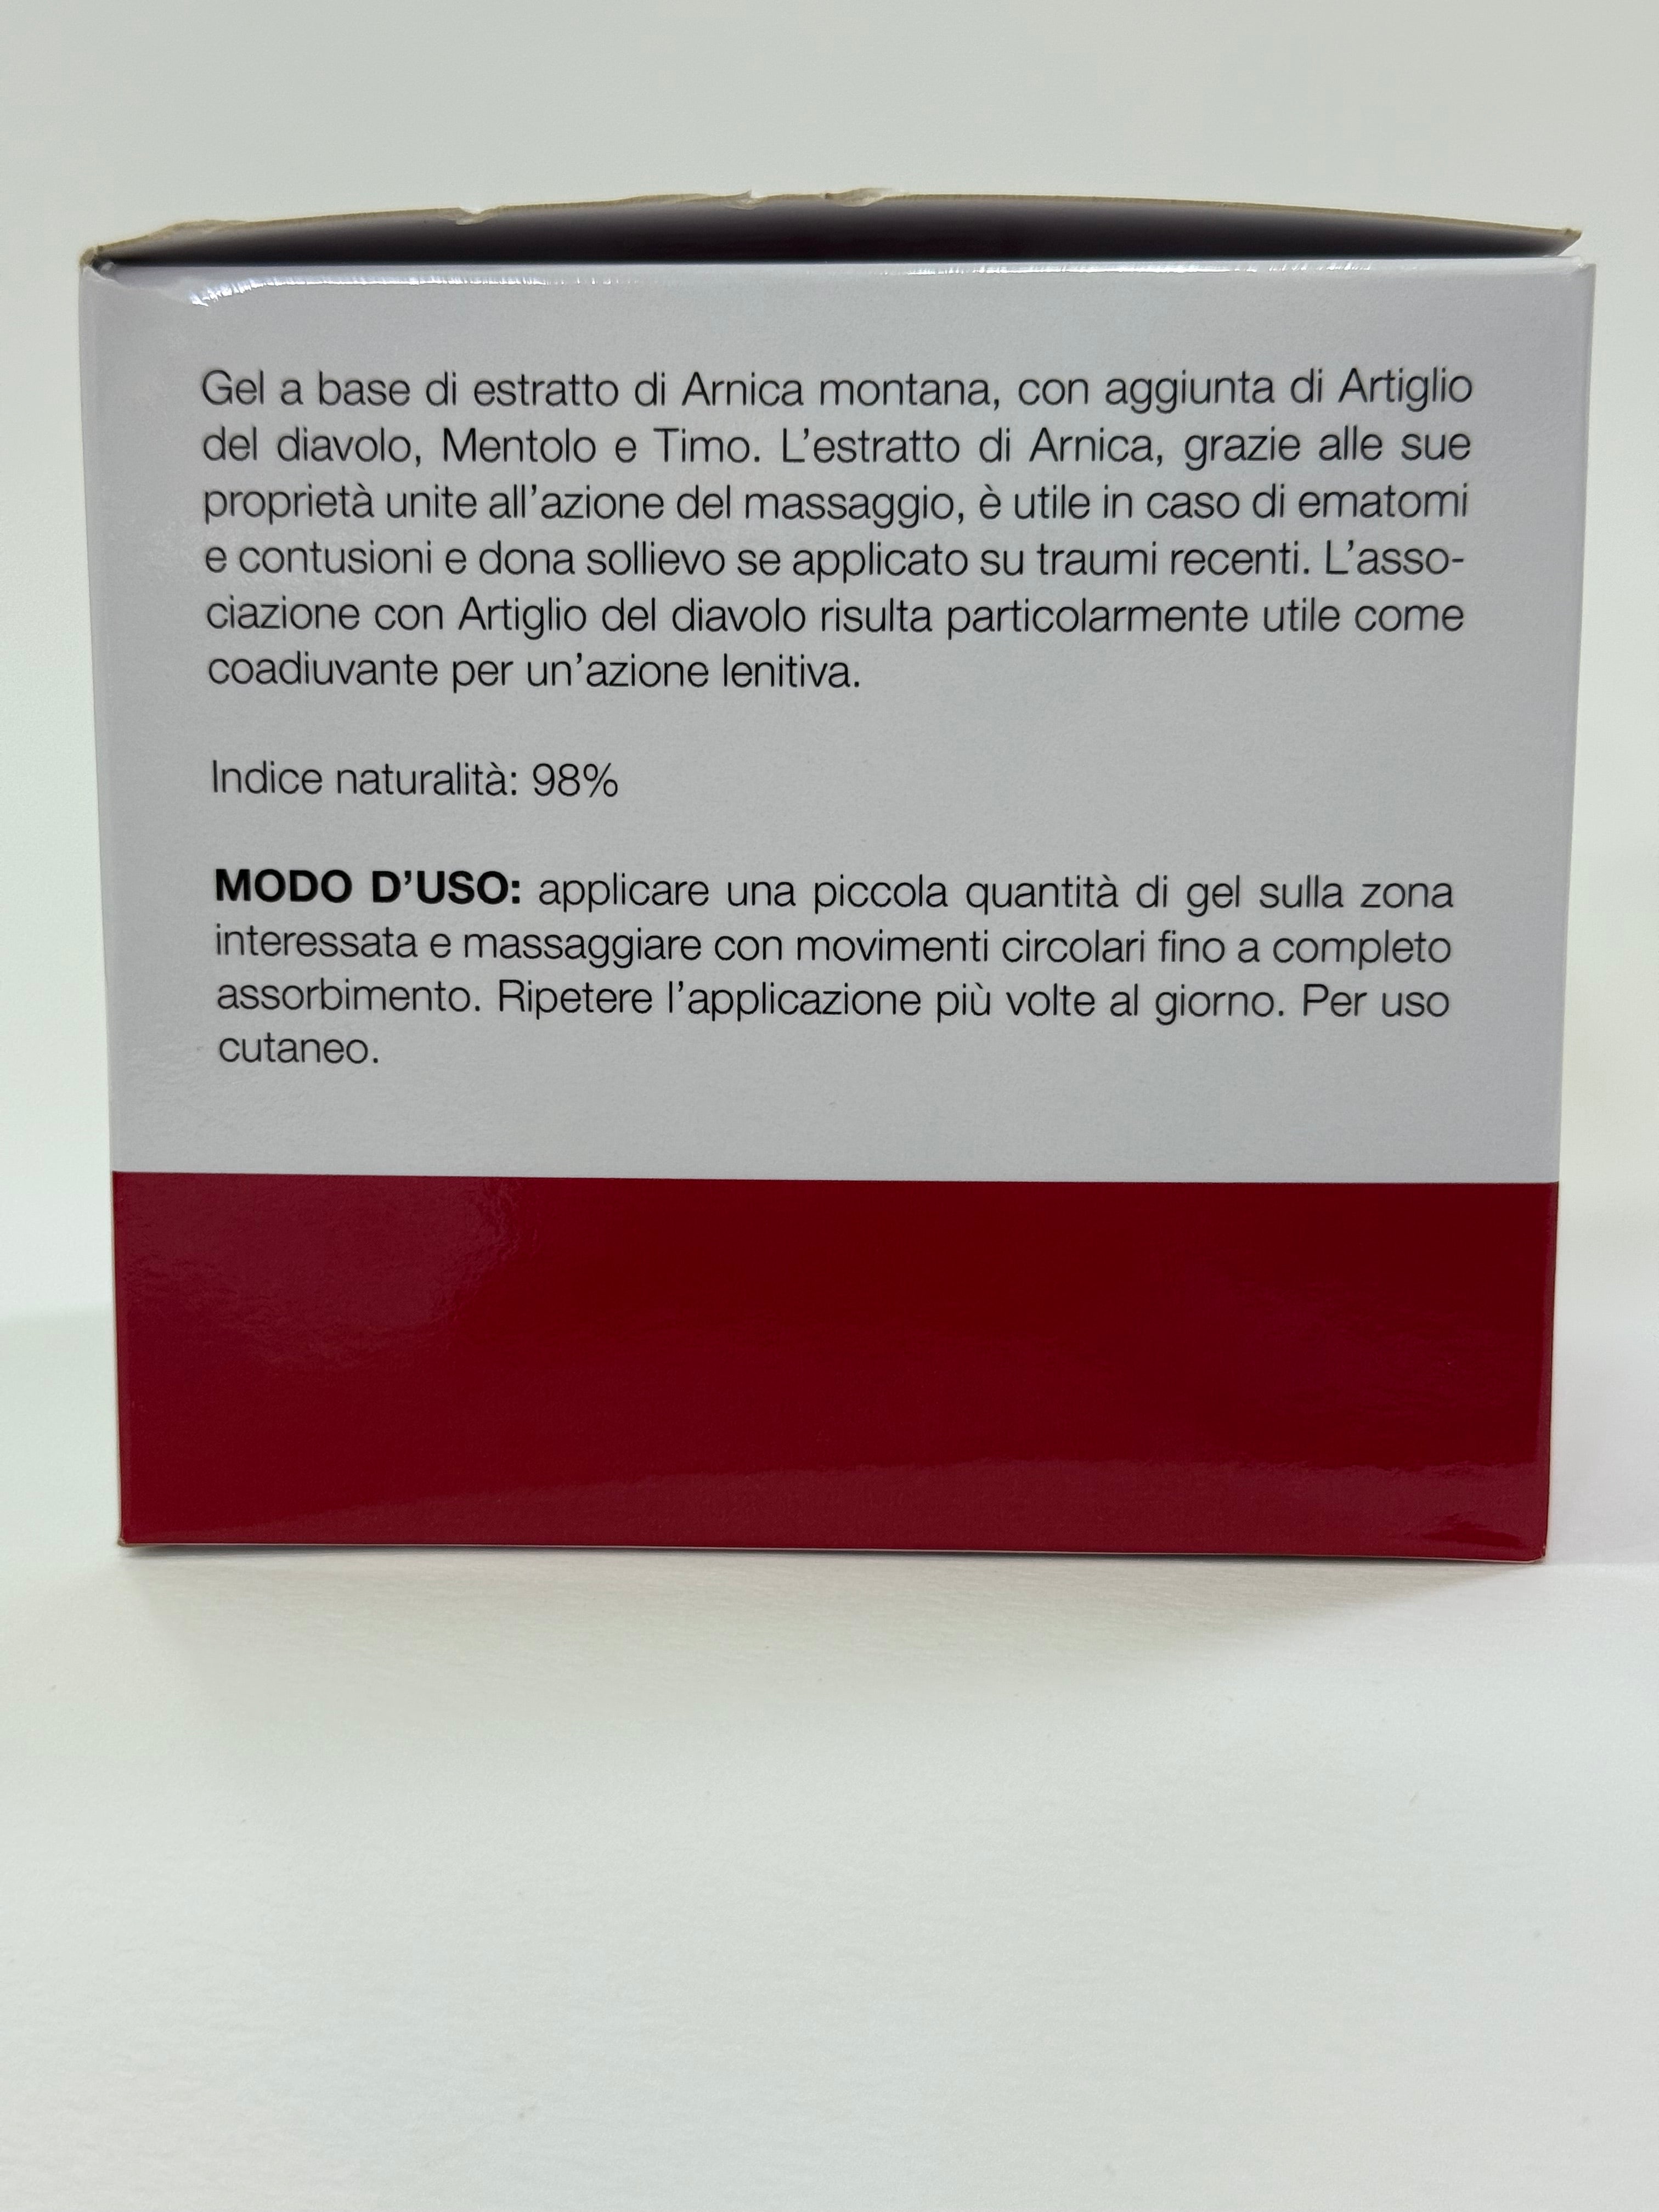 Gel a base di estratto di Arnica montana, con aggiunta di Artiglio
del diavolo, Mentolo e Timo. L’estratto di Arnica, grazie alle sue
proprietà unite all’azione del massaggio, è utile in caso di ematomi
e contusioni e dona sollievo se applicato su traumi recenti. L’asso-
ciazione con Artiglio del diavolo risulta particolarmente utile come
coadiuvante per un’azione lenitiva.
Indice naturalità: 98%
MODO D’USO: applicare una piccola quantità di gel sulla zona
interessata e massaggiare con movimenti circolari fino a completo
assorbimento. Ripetere l’applicazione più volte al giorno. Per uso
cutaneo.